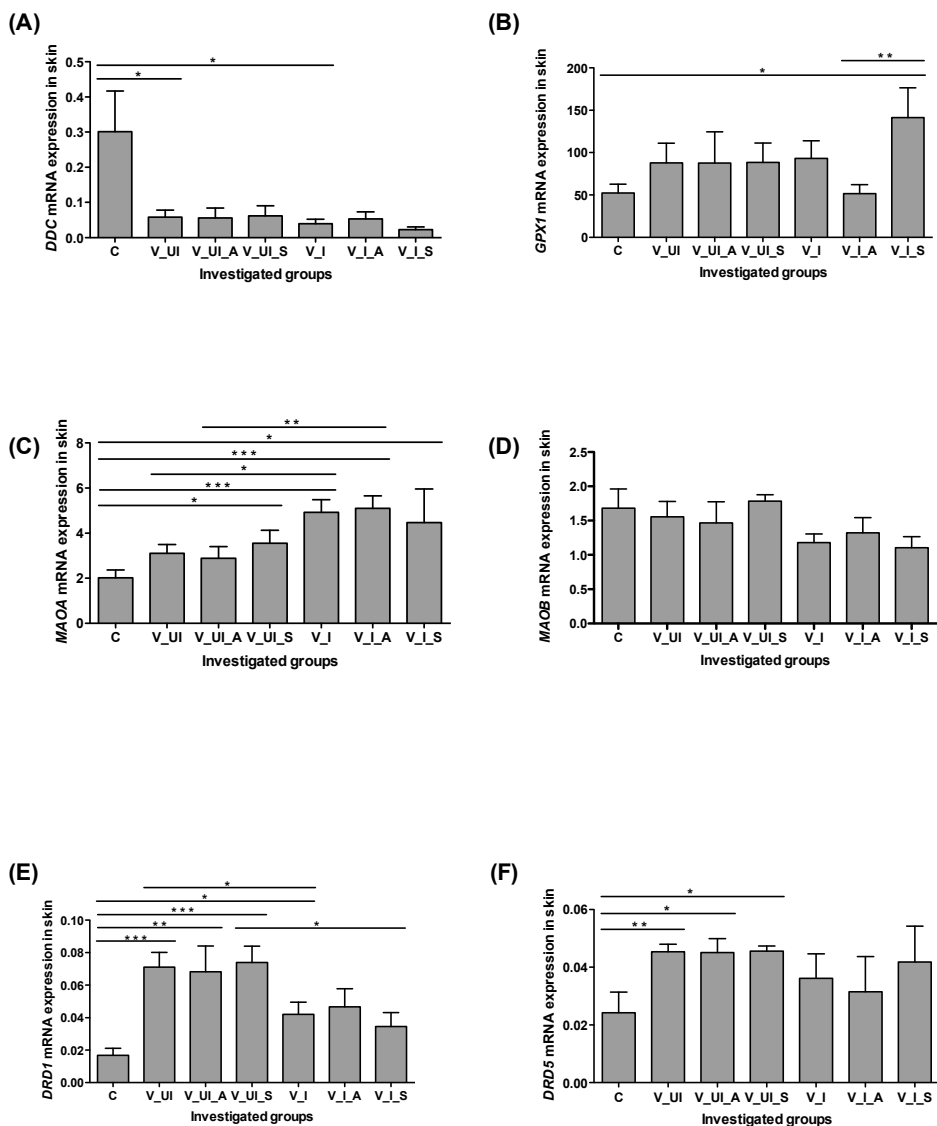 (A)
DDC mRNA expression in skin
0.5
0.4
0.3
0.2
0.1
0.0
*
*
C V_UI V_UI_A V_UI_S V_I V_I_A V_I_S
Investigated groups
(B)
GPX1 mRNA expression in skin
200
150
100
50
0
**
*
C V_UI V_UI_A V_UI_S V_I V_I_A V_I_S
Investigated groups
(C)
MAOA mRNA expression in skin
8
6
4
2
0
**
*
***
*
***
*
C V_UI V_UI_A V_UI_S V_I V_I_A V_I_S
Investigated groups
(D)
MAOB mRNA expression in skin
2.5
2.0
1.5
1.0
0.5
0.0
C V_UI V_UI_A V_UI_S V_I V_I_A V_I_S
Investigated groups
(E)
DRD1 mRNA expression in skin
0.10
0.08
0.06
0.04
0.02
0.00
*
*
***
** *
***
C V_UI V_UI_A V_UI_S V_I V_I_A V_I_S
Investigated groups
(F)
DRD5 mRNA expression in skin
0.06
0.04
0.02
0.00
*
*
**
C V_UI V_UI_A V_UI_S V_I V_I_A V_I_S
Investigated groups